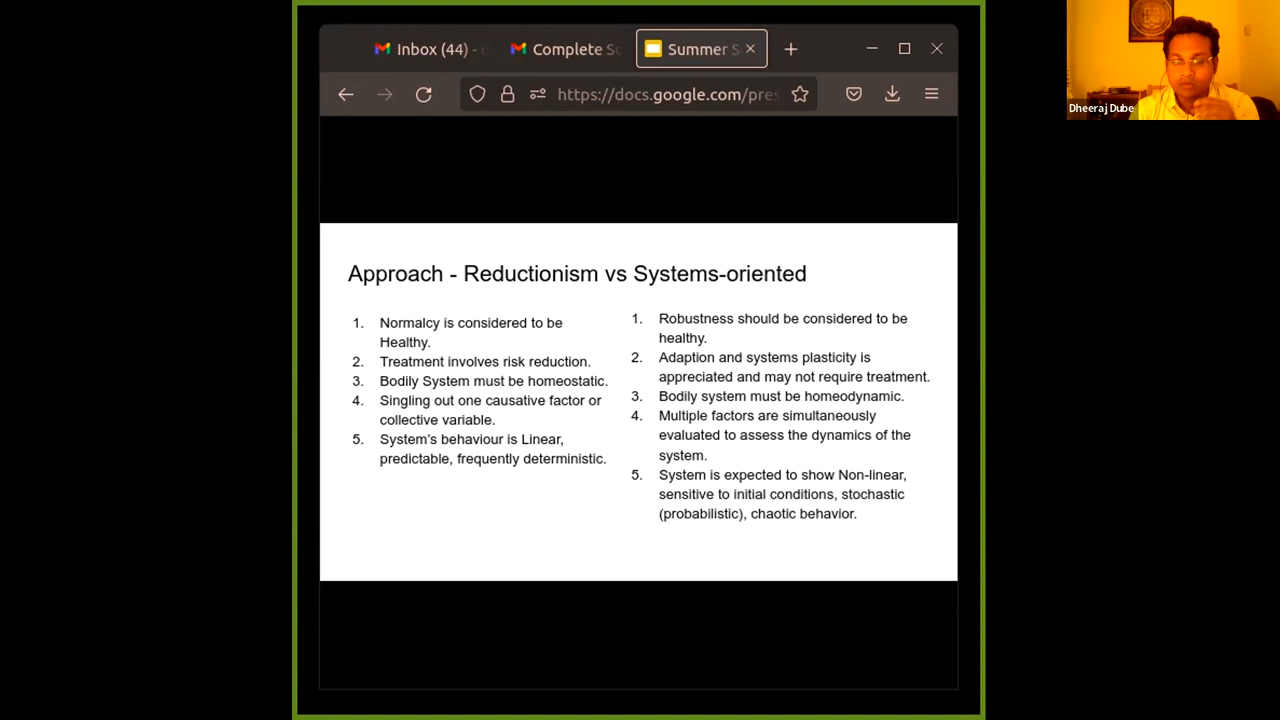 Inbox (44) -
Complete Sc
Summer S
https://docs.google.com/pres
Dheeraj Dube
Approach - Reductionism vs Systems-oriented
1. Normalcy is considered to be
Healthy.
2. Treatment involves risk reduction.
3. Bodily System must be homeostatic.
4. Singling out one causative factor or
collective variable.
5. System's behaviour is Linear,
predictable, frequently deterministic.
1. Robustness should be considered to be
healthy.
2. Adaption and systems plasticity is
appreciated and may not require treatment.
3. Bodily system must be homeodynamic.
4. Multiple factors are simultaneously
evaluated to assess the dynamics of the
system.
5. System is expected to show Non-linear,
sensitive to initial conditions, stochastic
(probabilistic), chaotic behavior.